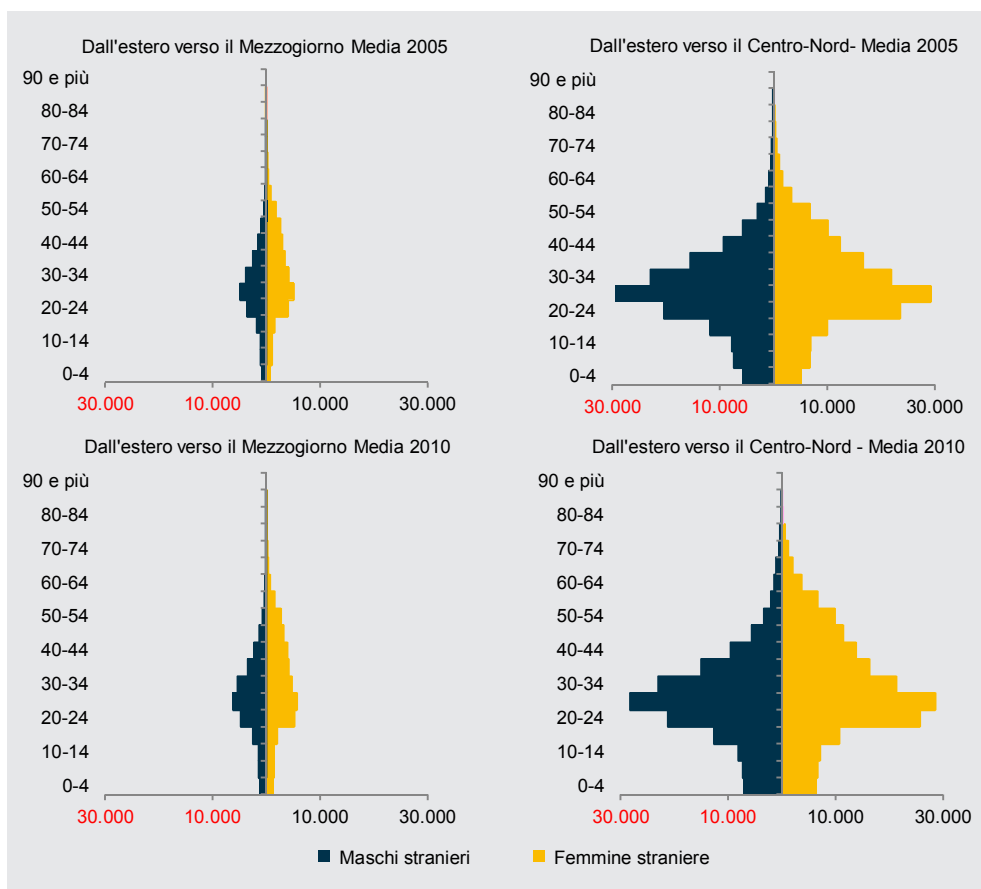 Dall'estero verso il Mezzogiorno Media 2005
90 e più
80-84
70-74
60-64
50-54
40-44
30-34
20-24
10-14
0-4
30.000 10.000 10.000 30.000
Dall'estero verso il Centro-Nord- Media 2005
90 e più
80-84
70-74
60-64
50-54
40-44
30-34
20-24
10-14
0-4
30.000 10.000 10.000 30.000
Dall'estero verso il Mezzogiorno Media 2010
90 e più
80-84
70-74
60-64
50-54
40-44
30-34
20-24
10-14
0-4
30.000 10.000 10.000 30.000
Dall'estero verso il Centro-Nord - Media 2010
90 e più
80-84
70-74
60-64
50-54
40-44
30-34
20-24
10-14
0-4
30.000 10.000 10.000 30.000
Maschi stranieri Femmine straniere